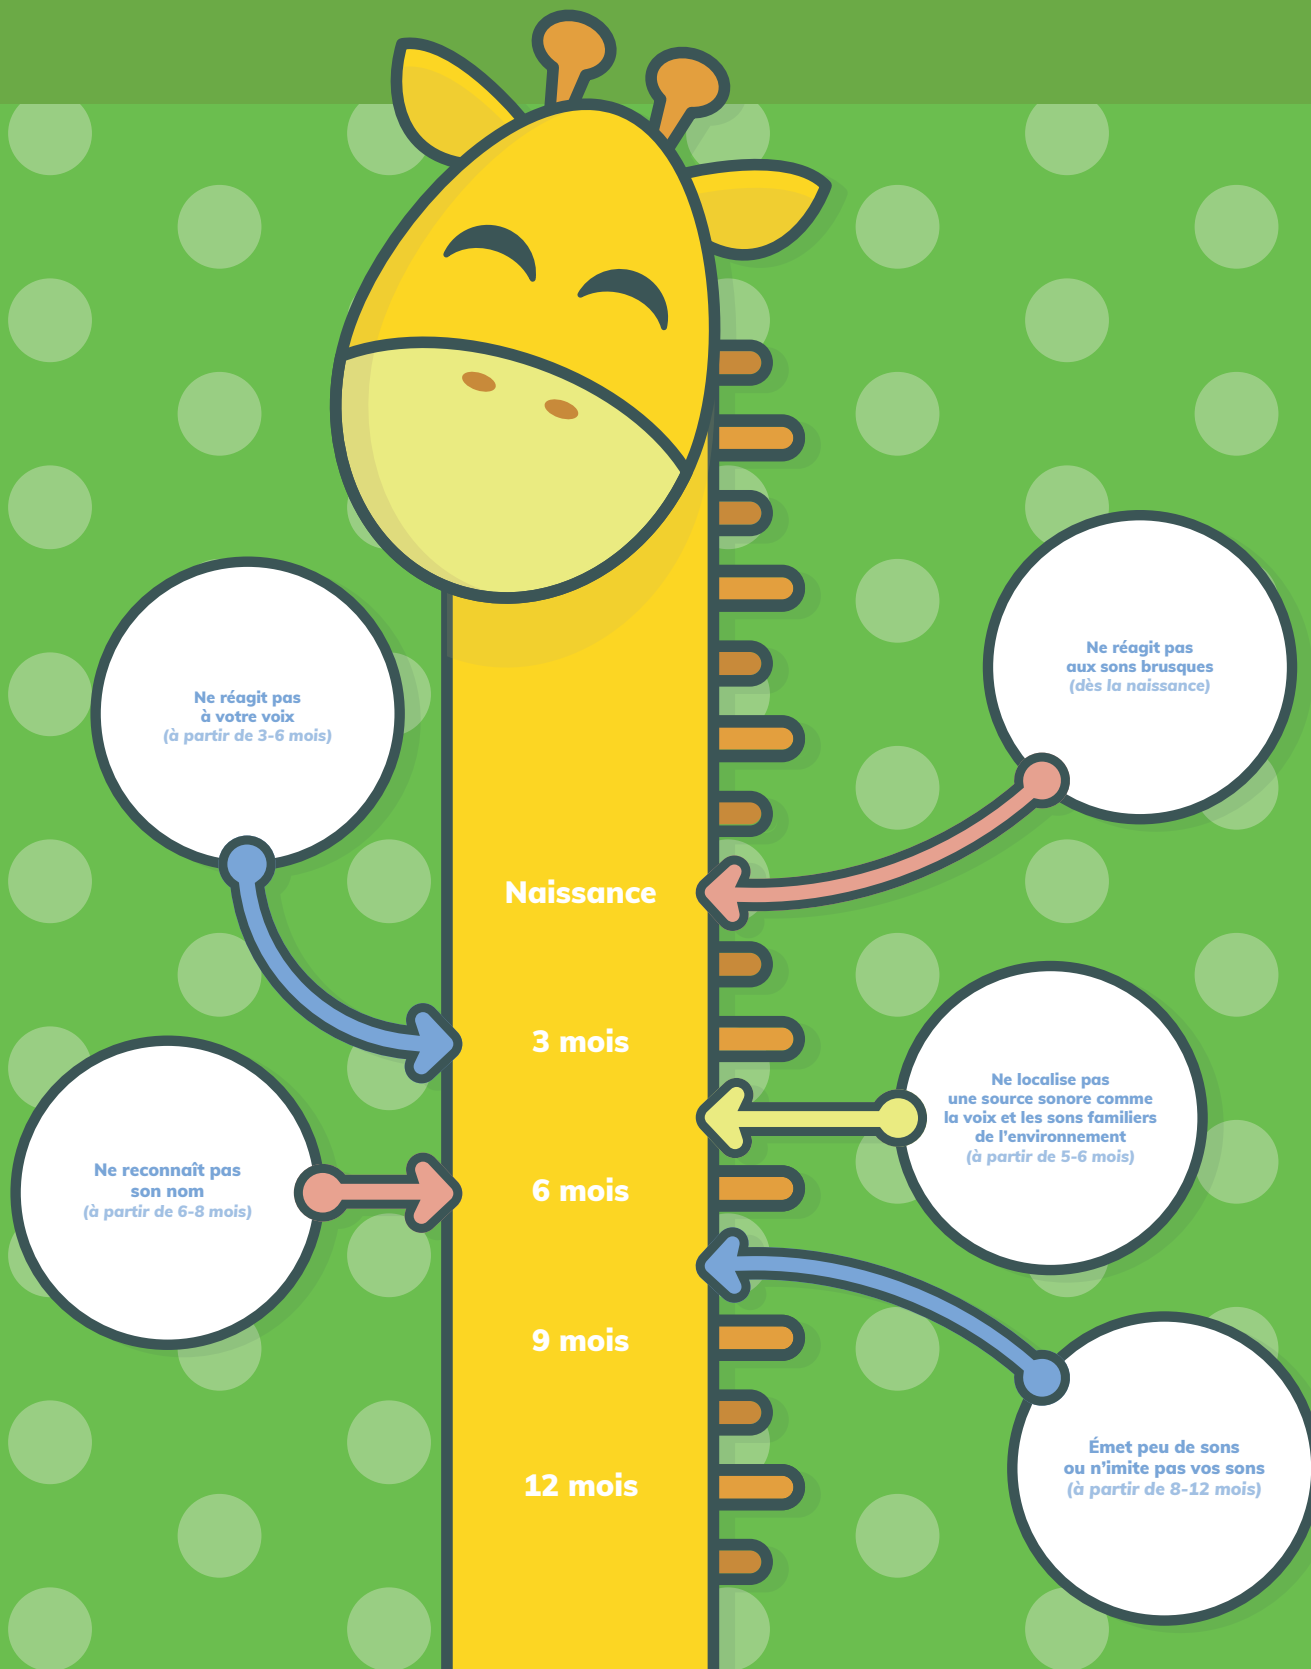 Ne réagit pas
aux sons brusques
(dès la naissance)
Ne réagit pas
à votre voix
(à partir de 3-6 mois)
Naissance
3 mois
Ne localise pas
une source sonore comme
la voix et les sons familiers
de l'environnement
(à partir de 5-6 mois)
Ne reconnaît pas
son nom
(à partir de 6-8 mois)
6 mois
9 mois
Émet peu de sons
ou n'imite pas vos sons
(à partir de 8-12 mois)
12 mois